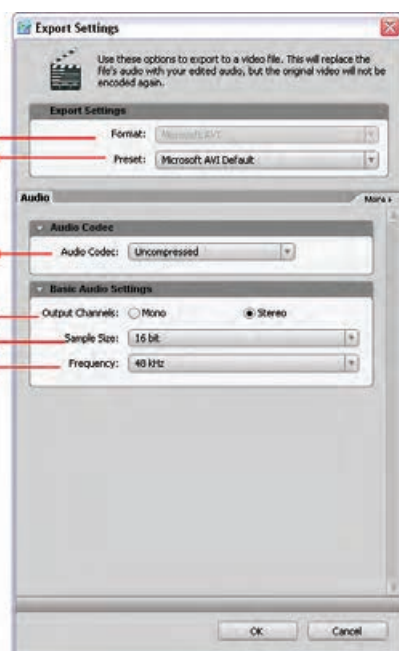 Export Settings
Use these options to export to a video file. This will replace the
file's audio with your edited audio, but the original video will not be
encoded again.
Export Settings
Format: Microsoft AVI
Preset: Microsoft AVI Default
Audio
More
Audio Codec
Audio Codec: Uncompressed
Basic Audio Settings
Output Channels: Mono Stereo
Sample Size: 16 bit
Frequency: 48 kHz
OK Cancel